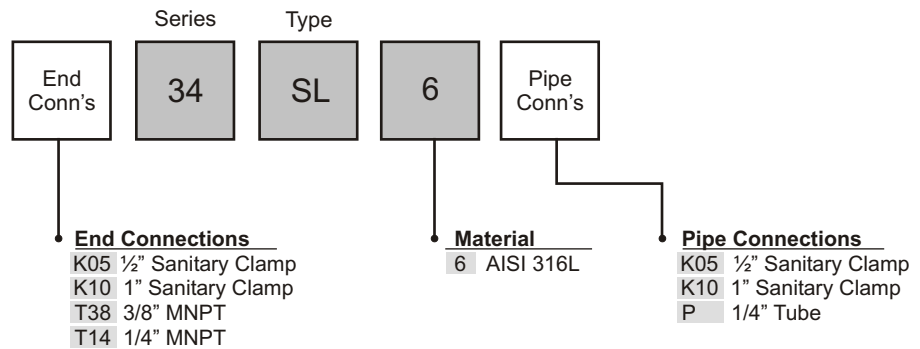 Series Type
End
Conn's
34
SL
6
Pipe
Conn's
End Connections
K05 ½” Sanitary Clamp
K10 1” Sanitary Clamp
T38 3/8” MNPT
T14 1/4” MNPT
Material
6 AISI 316L
Pipe Connections
K05 ½” Sanitary Clamp
K10 1” Sanitary Clamp
P 1/4” Tube